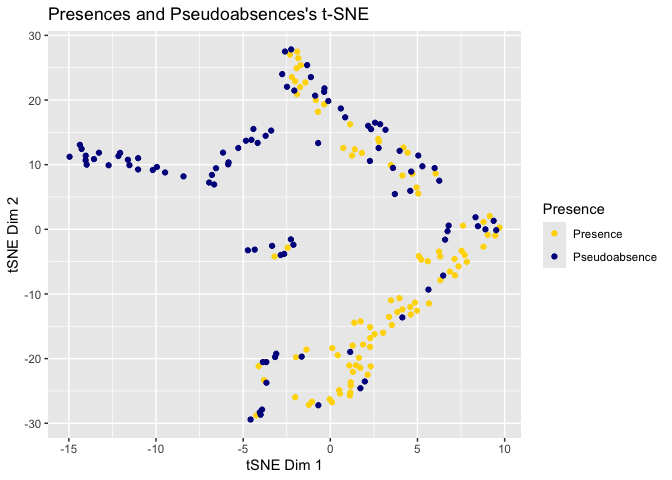 Presences and Pseudoabsences's t-SNE
30
20
10
0
-10
-20
-30
tSNE Dim 2
-15
-10
-5
0
5
10
tSNE Dim 1
Presence
Presence
Pseudoabsence